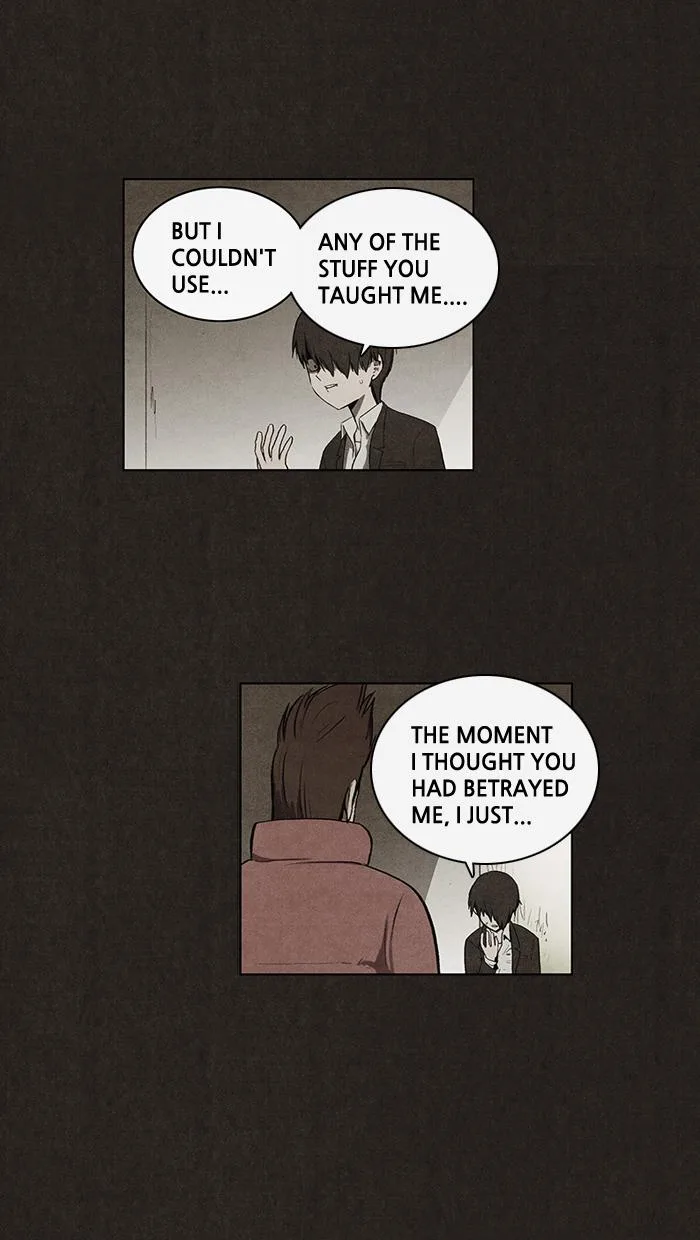 BUT I
COULDN'T
USE...
ANY OF THE
STUFF YOU
TAUGHT ME....
THE MOMENT
I THOUGHT YOU
HAD BETRAYED
ME, I JUST...